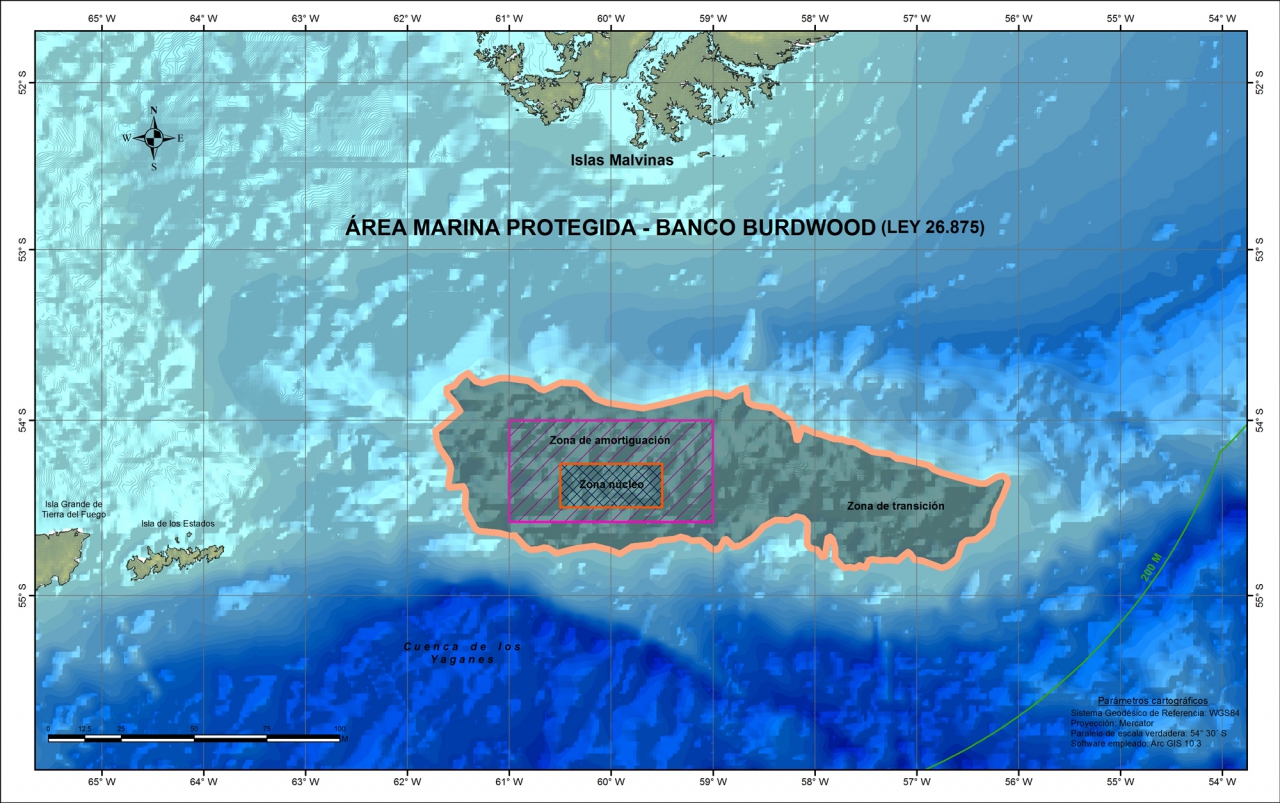 65° W 64° W 63° W 62° W 61° W 60° W 59° W 58° W 57° W 56° W 55° W 54° W
52° S 52° S
N
W E
S
Islas Malvinas
ÁREA MARINA PROTEGIDA - BANCO BURDWOOD (LEY 26.875)
53° S 53° S
54° S 54° S
Zona de amortiguación
Zona núcleo
Zona de transición
Isla Grande de
Tierra del Fuego
Isla de los Estados
200 M
55° S 55° S
Cuenca de los
Yaganes
Parámetros cartográficos
Sistema Geodésico de Referencia: WGS84
Proyección: Mercator
Paralelo de escala verdadera: 54° 30´ S
Software empleado: Arc GIS 10.3
0 12,5 25 50 75 100
M
65° W 64° W 63° W 62° W 61° W 60° W 59° W 58° W 57° W 56° W 55° W 54° W